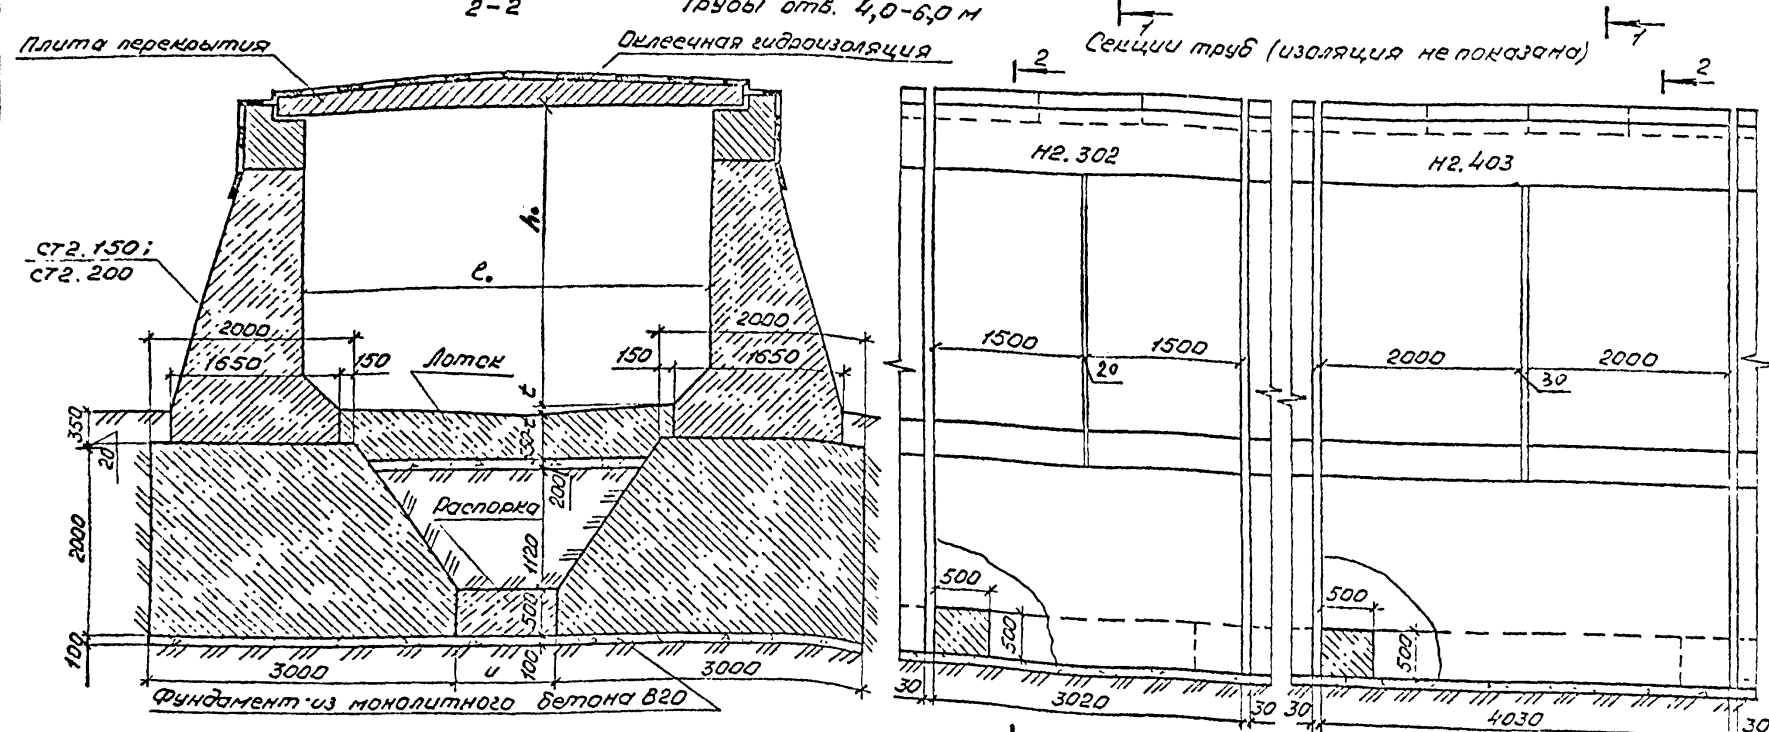 2-2
Трубы отв. 4,0-6,0 м
Плита перекрытия
Оклеечная гидроизоляция
Секции труб (изоляция не показана)
1
1
2
2
Н2.302
Н2.403
h₀
ст2.150;
ст2.200
l₀
2000
2000
1650
150
Лоток
t
150
1650
1500
1500
20
2000
2000
30
350
20
350-t
200
Распорка
2000
1120
500
500
500
500
500
100
3000
u
100
3000
30
3020
30
30
4030
30
Фундамент из монолитного бетона В20